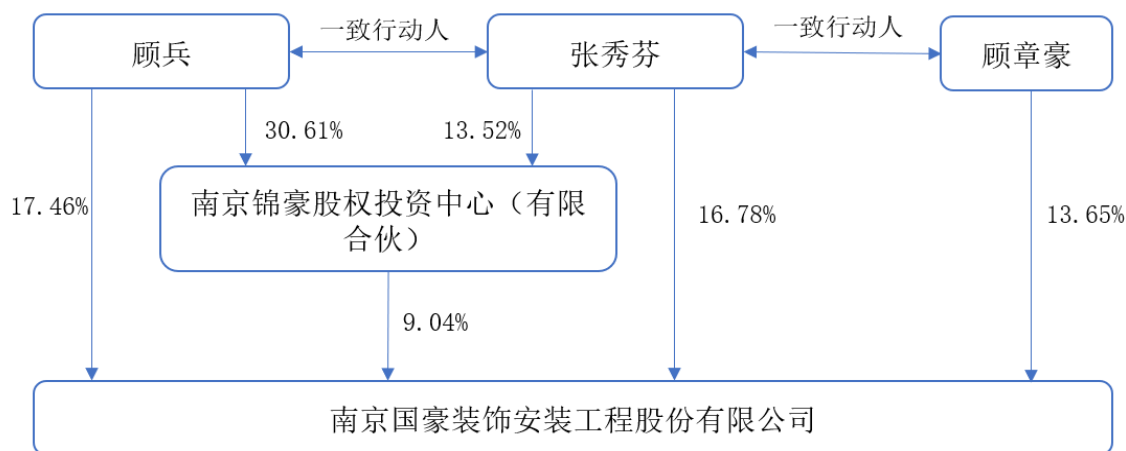 一致行动人
一致行动人
顾兵
张秀芬
顾章豪
30.61%
13.52%
南京锦豪股权投资中心（有限
合伙）
17.46%
16.78%
13.65%
9.04%
南京国豪装饰安装工程股份有限公司